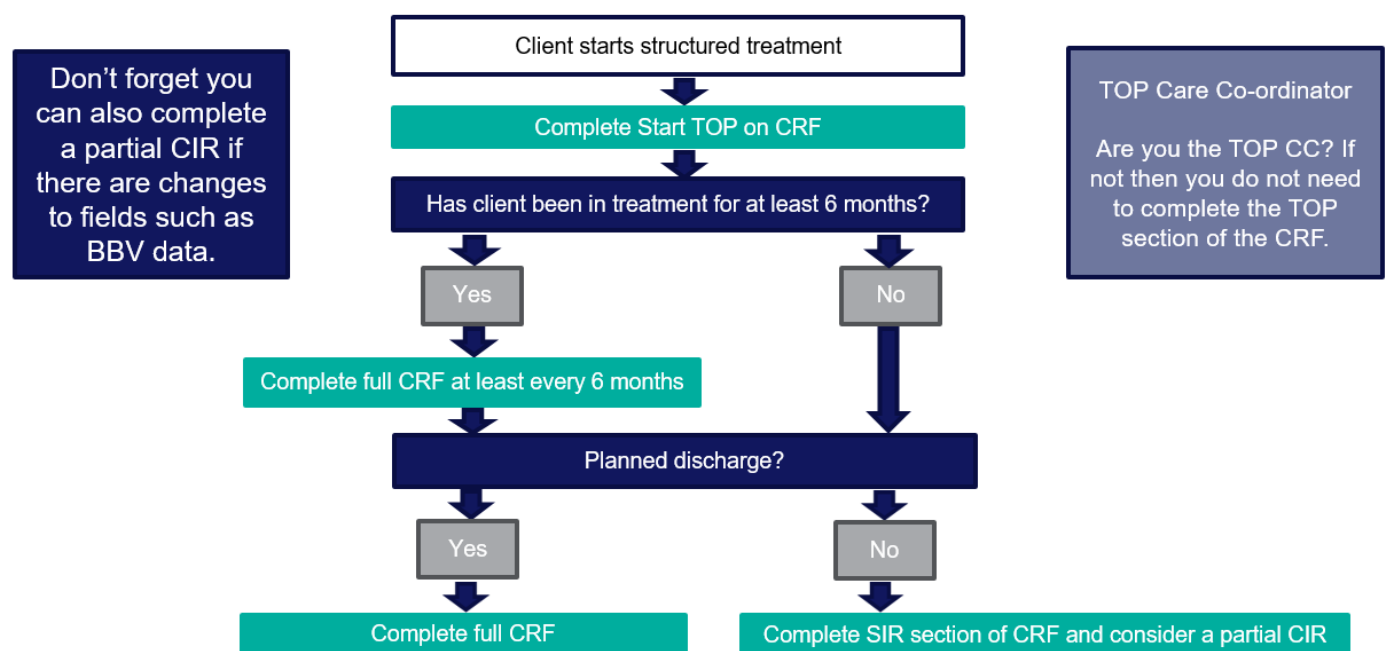 Client starts structured treatment
Don’t forget you
can also complete
a partial CIR if
there are changes
to fields such as
BBV data.
TOP Care Co-ordinator
Are you the TOP CC? If
not then you do not need
to complete the TOP
section of the CRF.
Complete Start TOP on CRF
Has client been in treatment for at least 6 months?
Yes
No
Complete full CRF at least every 6 months
Planned discharge?
Yes
No
Complete full CRF
Complete SIR section of CRF and consider a partial CIR